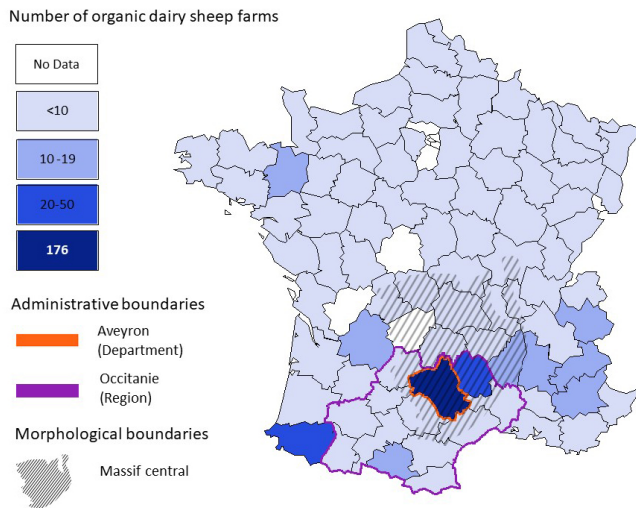 Number of organic dairy sheep farms
No Data
<10
10 -19
20-50
176
Administrative boundaries
Aveyron
(Department)
Occitanie
(Region)
Morphological boundaries
Massif central